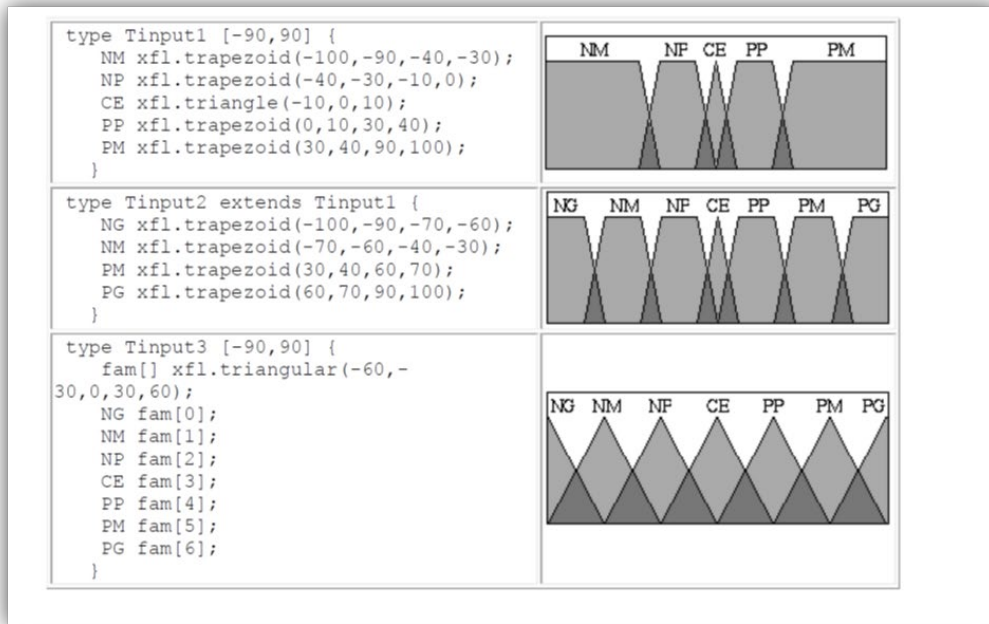 type Tinput1 [-90,90] {
NM xfl.trapezoid(-100,-90,-40,-30);
NP xfl.trapezoid(-40,-30,-10,0);
CE xfl.triangle(-10,0,10);
PP xfl.trapezoid(0,10,30,40);
PM xfl.trapezoid(30,40,90,100);
}
NM NP CE PP PM
type Tinput2 extends Tinput1 {
NG xfl.trapezoid(-100,-90,-70,-60);
NM xfl.trapezoid(-70,-60,-40,-30);
PM xfl.trapezoid(30,40,60,70);
PG xfl.trapezoid(60,70,90,100);
}
NG NM NP CE PP PM PG
type Tinput3 [-90,90] {
fam[] xfl.triangular(-60,-
30,0,30,60);
NG fam[0];
NM fam[1];
NP fam[2];
CE fam[3];
PP fam[4];
PM fam[5];
PG fam[6];
}
NG NM NP CE PP PM PG